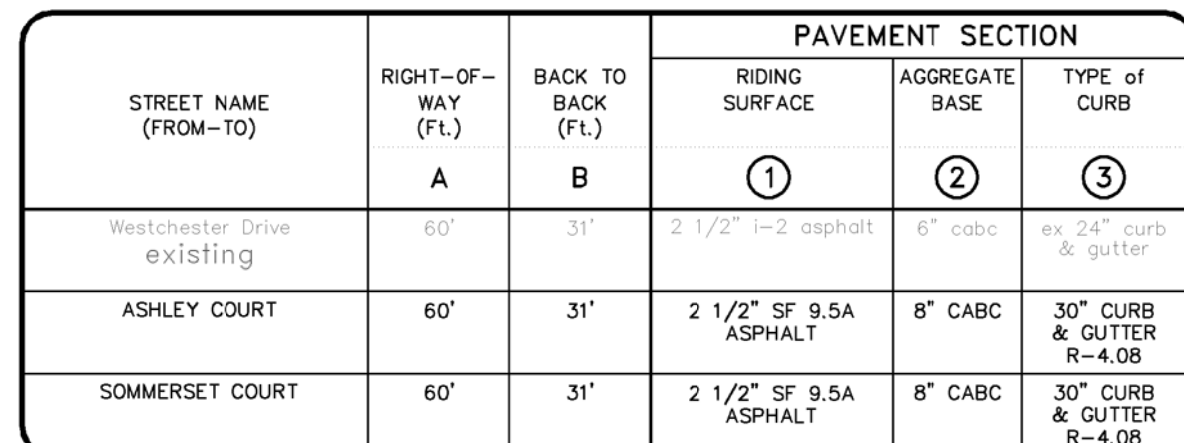 PAVEMENT SECTION
STREET NAME
(FROM-TO)
RIGHT-OF-
WAY
(Ft.)
BACK TO
BACK
(Ft.)
RIDING
SURFACE
AGGREGATE
BASE
TYPE of
CURB
A
B
1
2
3
Westchester Drive
existing
60'
31'
2 1/2" i-2 asphalt
6" cabc
ex 24" curb
& gutter
ASHLEY COURT
60'
31'
2 1/2" SF 9.5A
ASPHALT
8" CABC
30" CURB
& GUTTER
R-4.08
SOMMERSET COURT
60'
31'
2 1/2" SF 9.5A
ASPHALT
8" CABC
30" CURB
& GUTTER
R-4.08